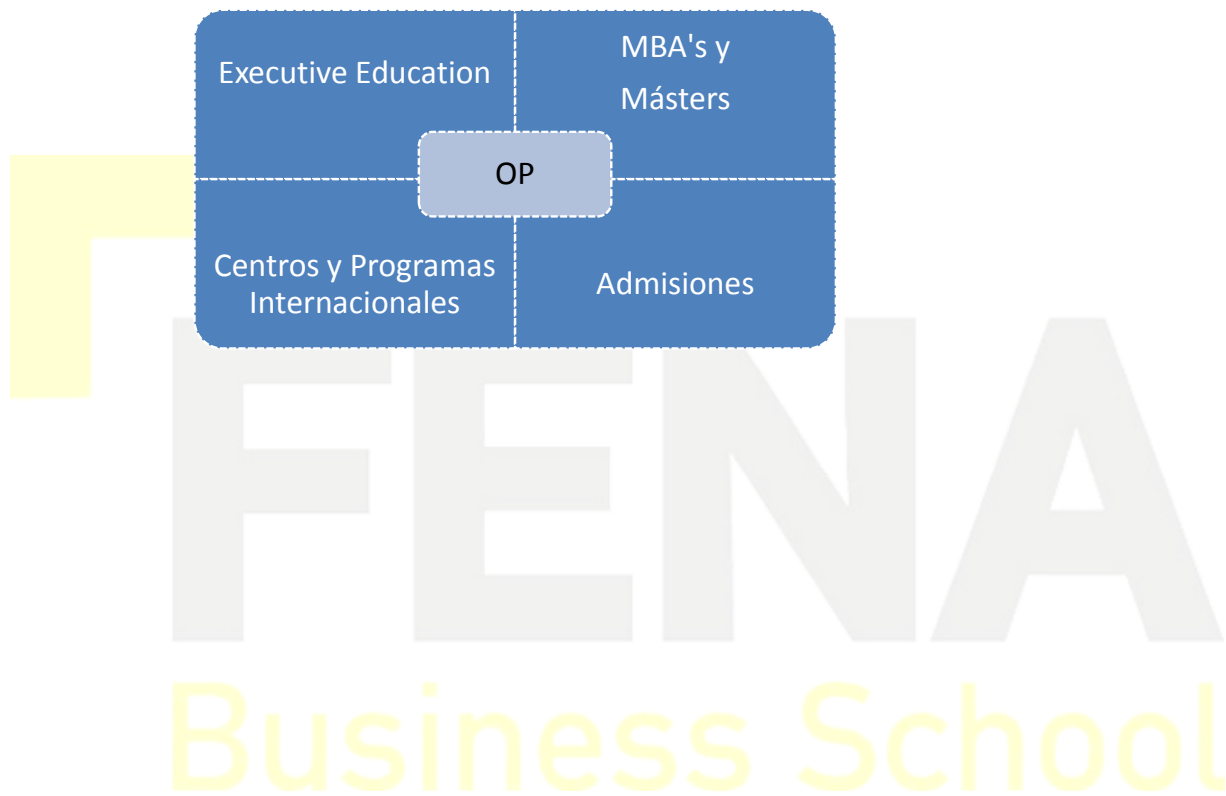 Executive Education
MBA's y
Másters
OP
Centros y Programas
Internacionales
Admisiones
FENA
Business School